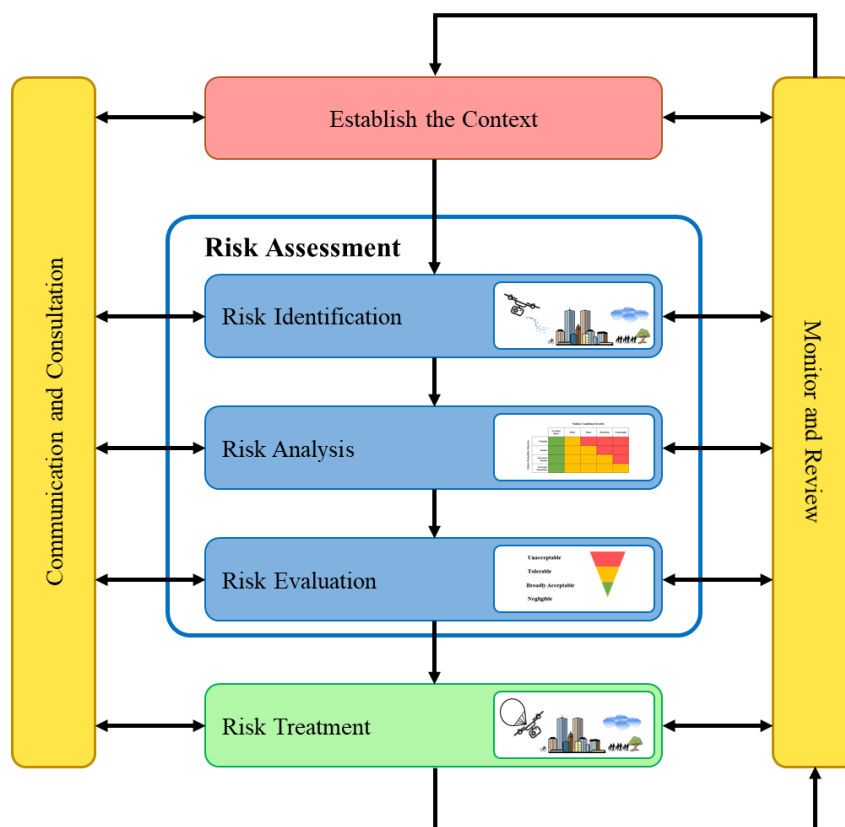 Establish the Context
Communication and Consultation
Monitor and Review
Risk Assessment
Risk Identification
Risk Analysis
Risk Evaluation
Unacceptable
Tolerable
Broadly Acceptable
Negligible
Risk Treatment